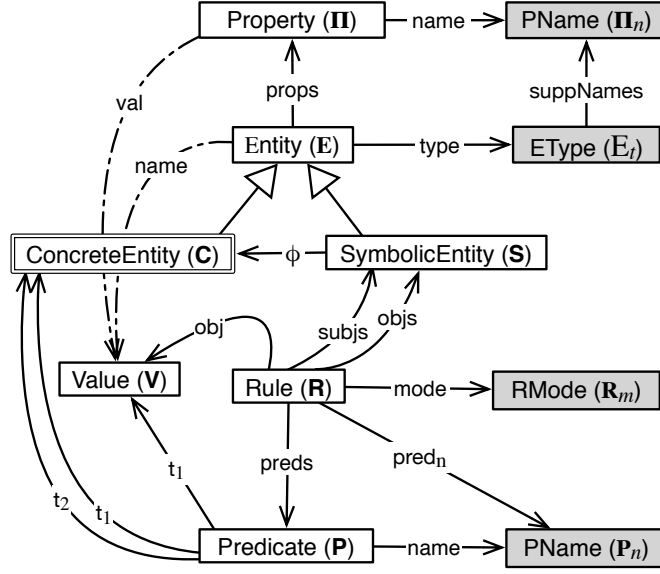 Property (Π)
name
PName (Πn)
props
suppNames
val
name
Entity (E)
type
EType (Et)
ConcreteEntity (C)
ϕ
SymbolicEntity (S)
obj
subjs
objs
Value (V)
Rule (R)
mode
RMode (Rm)
preds
predn
t1
t2
t1
Predicate (P)
name
PName (Pn)